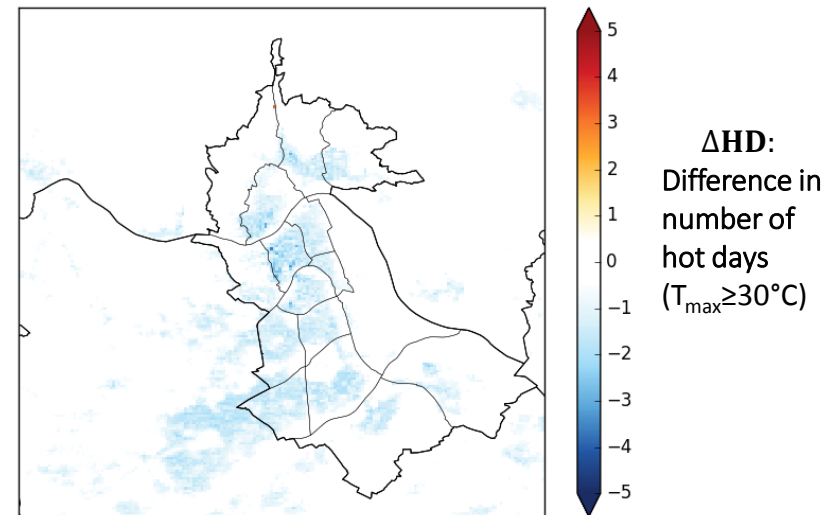 5
4
3
2
1
0
−1
−2
−3
−4
−5
ΔHD:
Difference in
number of
hot days
(Tmax≥30°C)